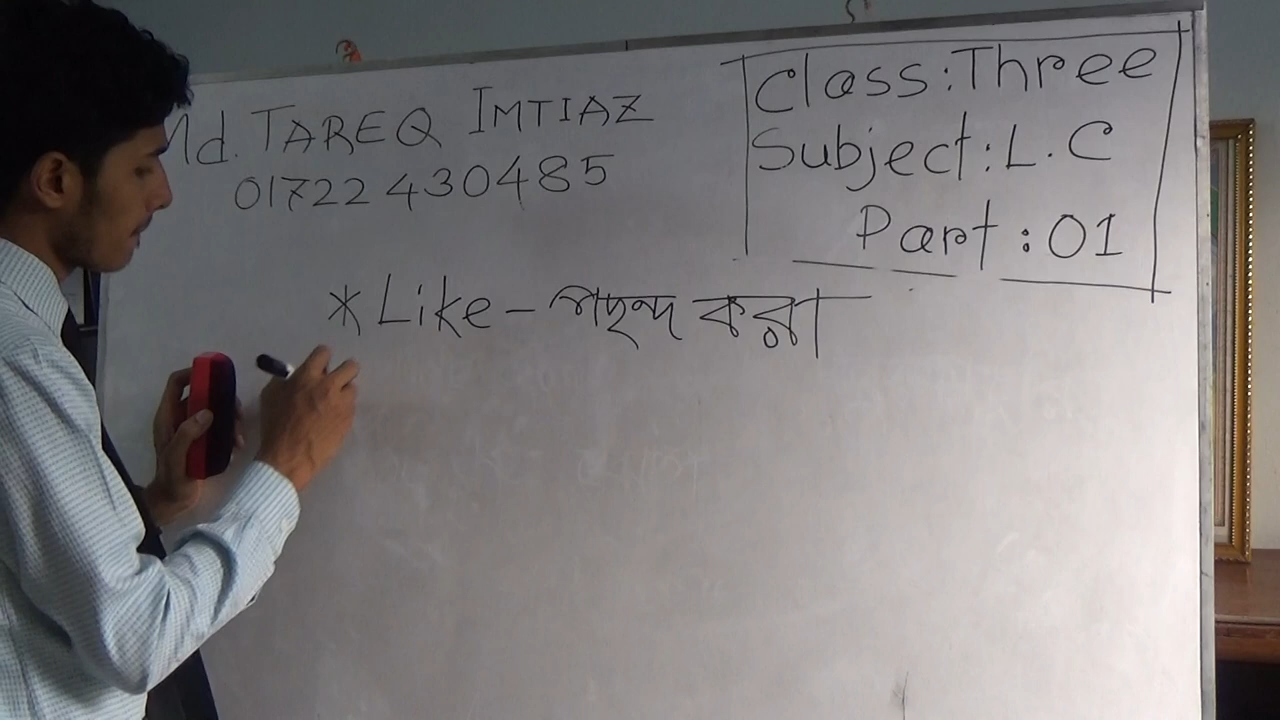 Md. TAREQ IMTIAZ
01722430485
Class: Three
Subject: L.C
Part: 01
* Like - পছন্দ করা